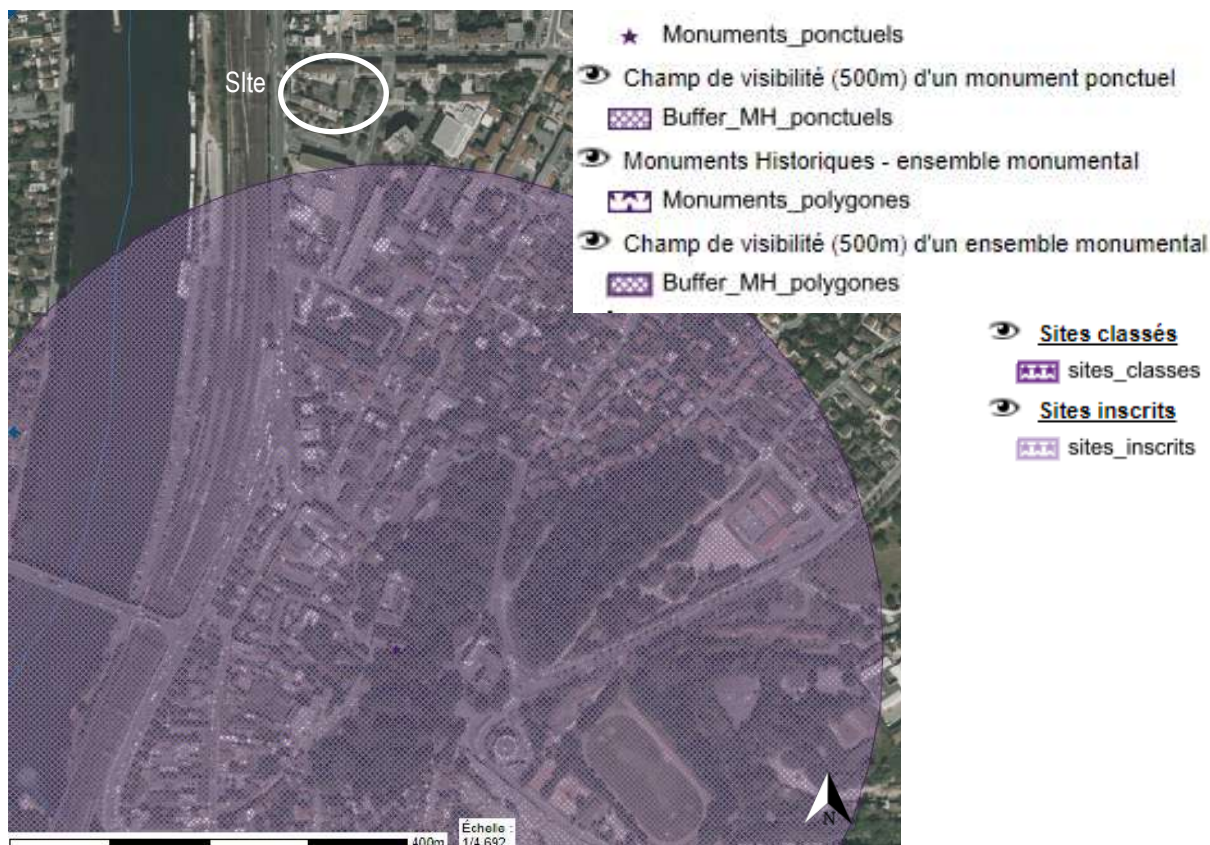 SIte
Monuments_ponctuels
Champ de visibilité (500m) d'un monument ponctuel
Buffer_MH_ponctuels
Monuments Historiques - ensemble monumental
Monuments_polygones
Champ de visibilité (500m) d'un ensemble monumental
Buffer_MH_polygones
Sites classés
sites_classes
Sites inscrits
sites_inscrits
N
Échelle :
400m 1/4 692